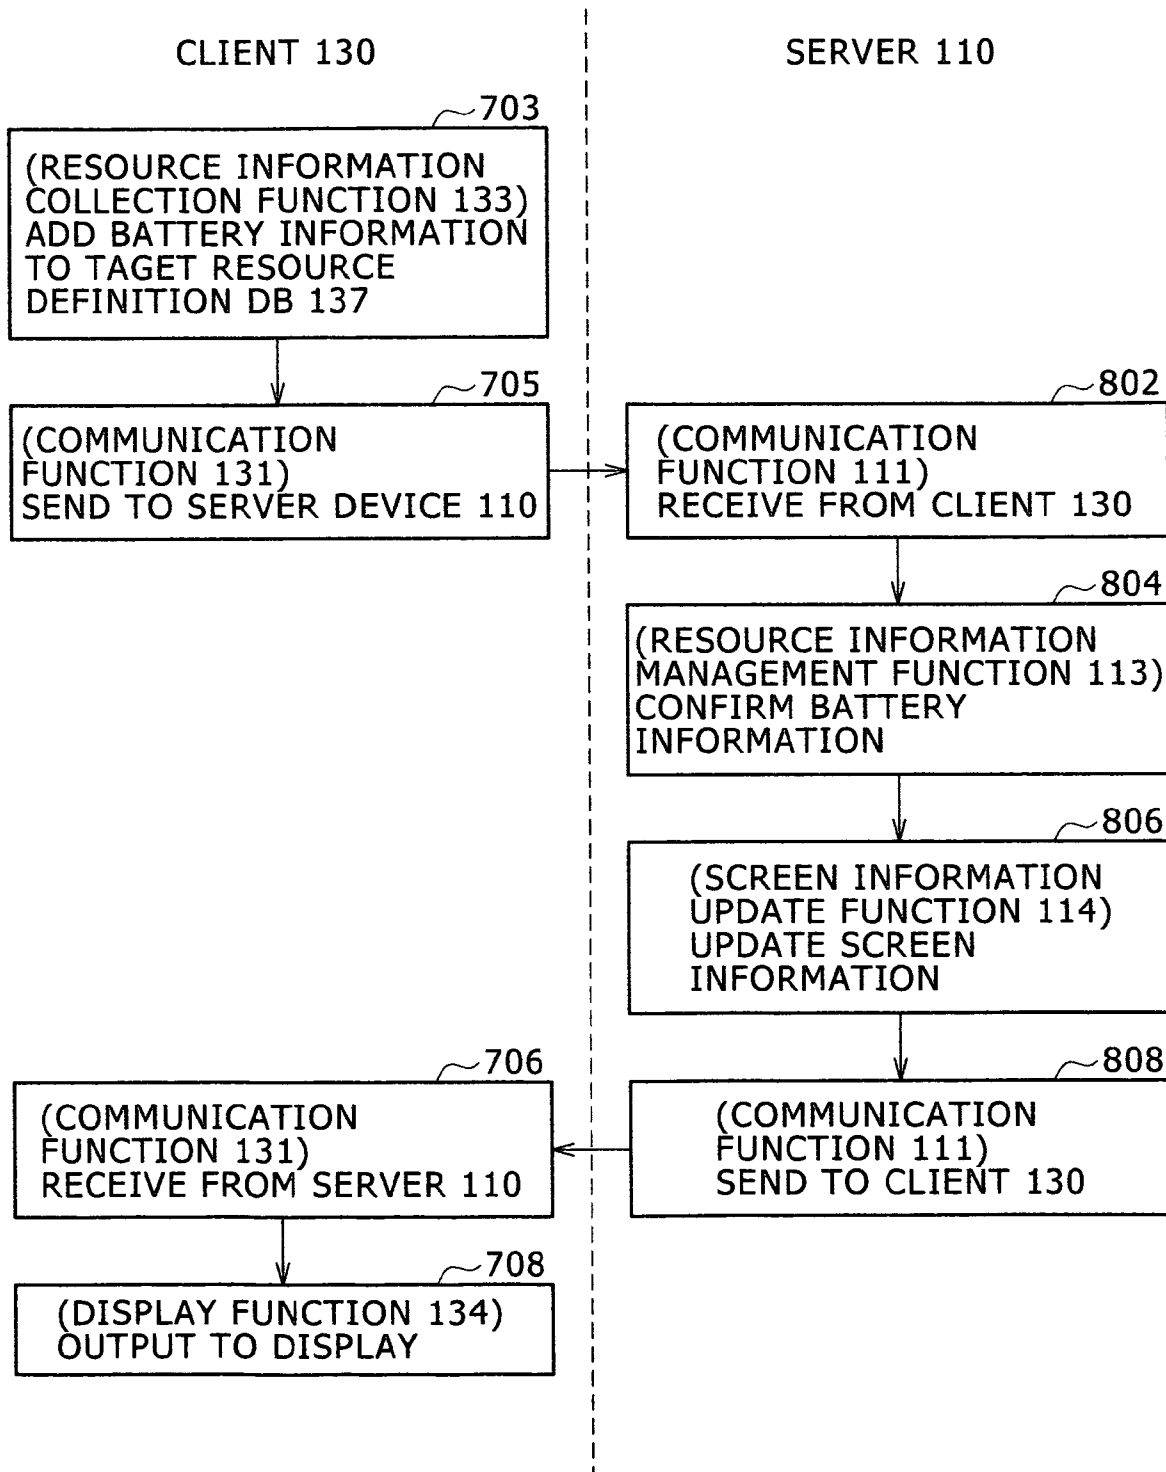 CLIENT 130
SERVER 110
703
(RESOURCE INFORMATION
COLLECTION FUNCTION 133)
ADD BATTERY INFORMATION
TO TAGET RESOURCE
DEFINITION DB 137
705
(COMMUNICATION
FUNCTION 131)
SEND TO SERVER DEVICE 110
802
(COMMUNICATION
FUNCTION 111)
RECEIVE FROM CLIENT 130
804
(RESOURCE INFORMATION
MANAGEMENT FUNCTION 113)
CONFIRM BATTERY
INFORMATION
806
(SCREEN INFORMATION
UPDATE FUNCTION 114)
UPDATE SCREEN
INFORMATION
808
(COMMUNICATION
FUNCTION 111)
SEND TO CLIENT 130
706
(COMMUNICATION
FUNCTION 131)
RECEIVE FROM SERVER 110
708
(DISPLAY FUNCTION 134)
OUTPUT TO DISPLAY